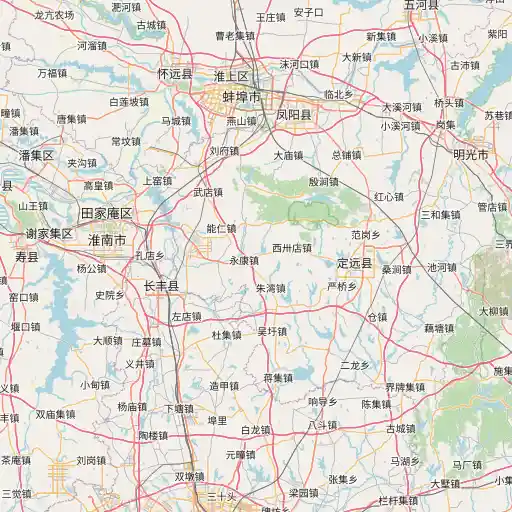 安子口
五河县
淝河镇
龙亢农场
王庄镇
古城镇
曹老集镇
新集镇
小溪镇
紫阳
河溜镇
大新镇
沫河口镇
古沛镇
万福镇
怀远县
淮上区
蚌埠市
临北乡
白莲坡镇
大溪河镇
桥头镇
凤阳县
苏巷镇
唐集镇
马城镇
燕山镇
小溪河镇
岗集
潘集镇
常坟镇
刘府镇
大庙镇
总铺镇
明光市
潘集区
夹沟镇
上窑镇
殷涧镇
高皇镇
武店镇
红心镇
管店镇
山王镇
田家庵区
三和集镇
能仁镇
谢家集区
淮南市
范岗乡
西卅店镇
寿县
孔店乡
永康镇
定远县
桑涧镇
池河镇
杨公镇
长丰县
朱湾镇
严桥乡
窑口镇
史院乡
大柳镇
左店镇
仓镇
堰口镇
吴圩镇
藕塘镇
杜集镇
大顺镇
庄墓镇
义井镇
二龙乡
蒋集镇
小甸镇
造甲镇
界牌集镇
杨庙镇
响导乡
下塘镇
陈集镇
双庙集镇
埠里
八斗镇
古城镇
陶楼镇
白龙镇
茶庵镇
刘岗镇
元疃镇
马湖乡
马厂镇
双墩镇
张集乡
大墅镇
三觉镇
三十头
梁园镇
栏杆集镇